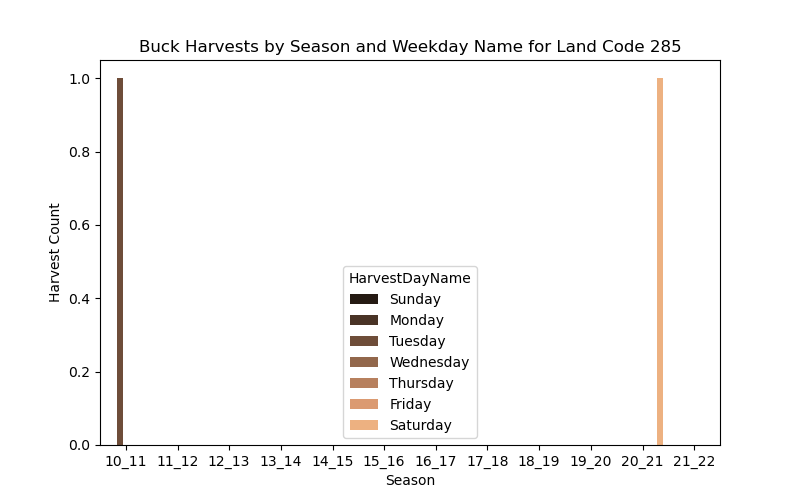 Buck Harvests by Season and Weekday Name for Land Code 285
Harvest Count
1.0
0.8
0.6
0.4
0.2
0.0
HarvestDayName
Sunday
Monday
Tuesday
Wednesday
Thursday
Friday
Saturday
10_11 11_12 12_13 13_14 14_15 15_16 16_17 17_18 18_19 19_20 20_21 21_22
Season